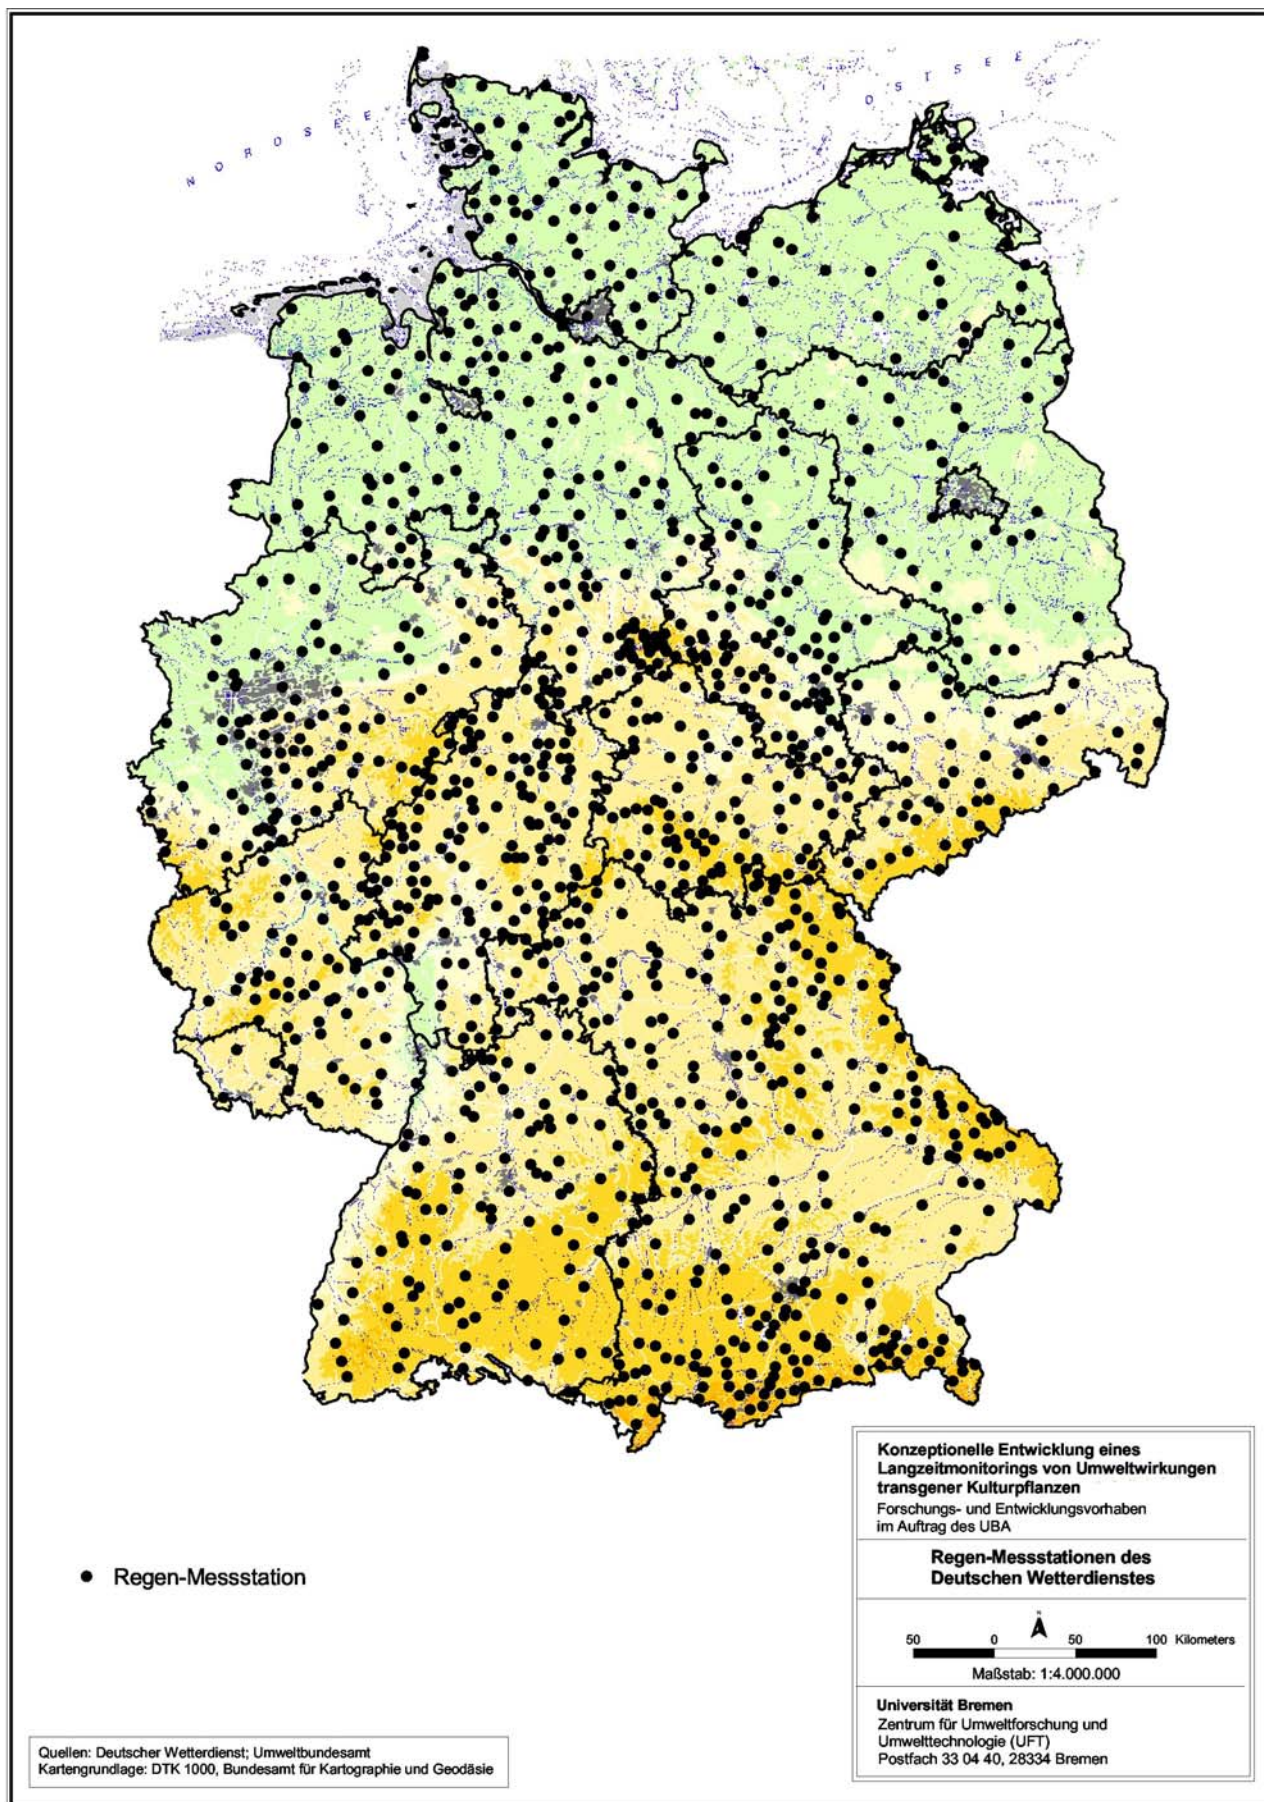 NORDSEE
OSTSEE
Regen-Messstation
Konzeptionelle Entwicklung eines
Langzeitmonitorings von Umweltwirkungen
transgener Kulturpflanzen
Forschungs- und Entwicklungsvorhaben
im Auftrag des UBA
Regen-Messstationen des
Deutschen Wetterdienstes
N
50 0 50 100 Kilometers
Maßstab: 1:4.000.000
Universität Bremen
Zentrum für Umweltforschung und
Umwelttechnologie (UFT)
Postfach 33 04 40, 28334 Bremen
Quellen: Deutscher Wetterdienst; Umweltbundesamt
Kartengrundlage: DTK 1000, Bundesamt für Kartographie und Geodäsie